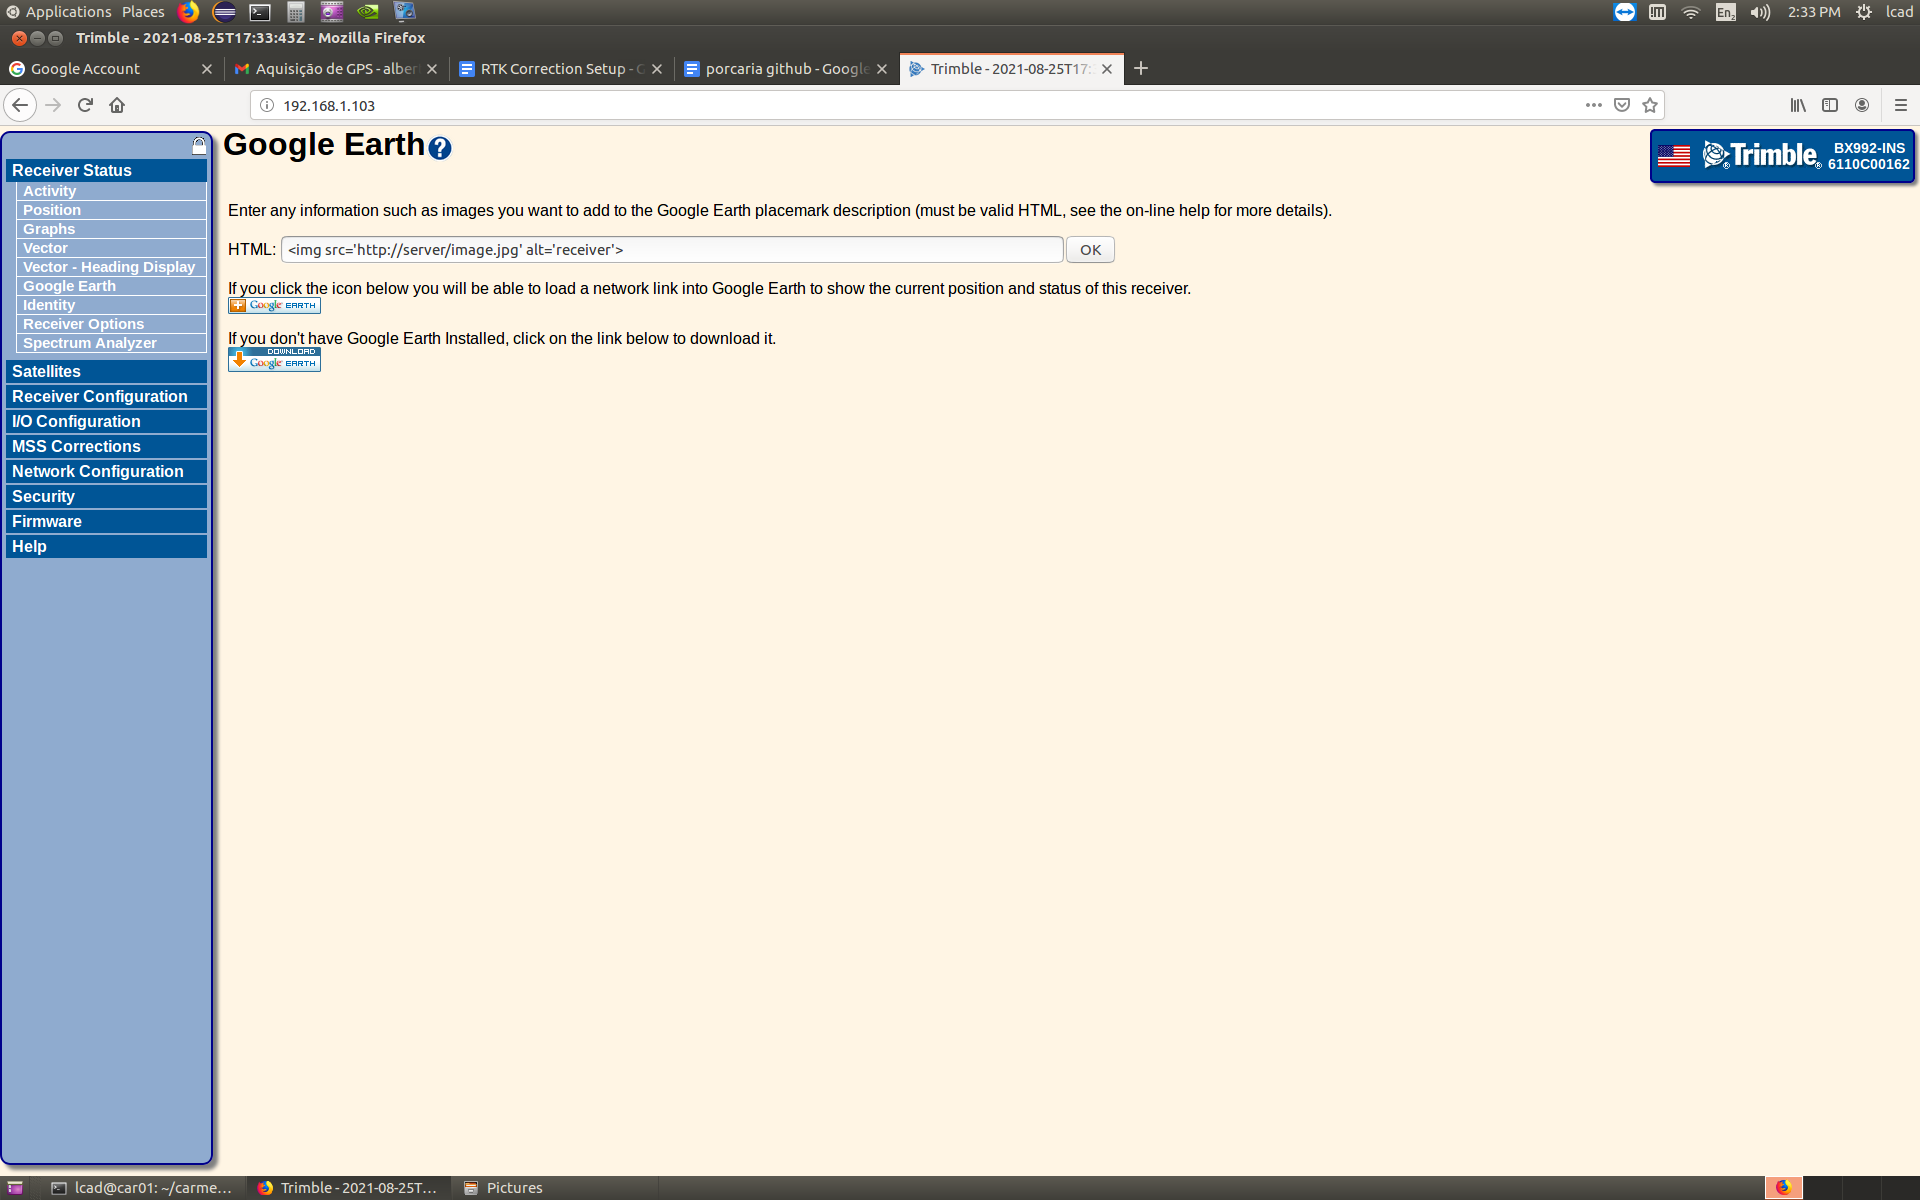 Applications Places
En2 2:33 PM lcad
Trimble - 2021-08-25T17:33:43Z - Mozilla Firefox
Google Account
Aquisição de GPS - alber
RTK Correction Setup - G
porcaria github - Google
Trimble - 2021-08-25T17:
192.168.1.103
Receiver Status
Activity
Position
Graphs
Vector
Vector - Heading Display
Google Earth
Identity
Receiver Options
Spectrum Analyzer
Satellites
Receiver Configuration
I/O Configuration
MSS Corrections
Network Configuration
Security
Firmware
Help
Google Earth?
Trimble®
BX992-INS
6110C00162
Enter any information such as images you want to add to the Google Earth placemark description (must be valid HTML, see the on-line help for more details).
HTML: <img src='http://server/image.jpg' alt='receiver'> OK
If you click the icon below you will be able to load a network link into Google Earth to show the current position and status of this receiver.
Google EARTH
If you don't have Google Earth Installed, click on the link below to download it.
DOWNLOAD
Google EARTH
lcad@car01: ~/carme...
Trimble - 2021-08-25T...
Pictures